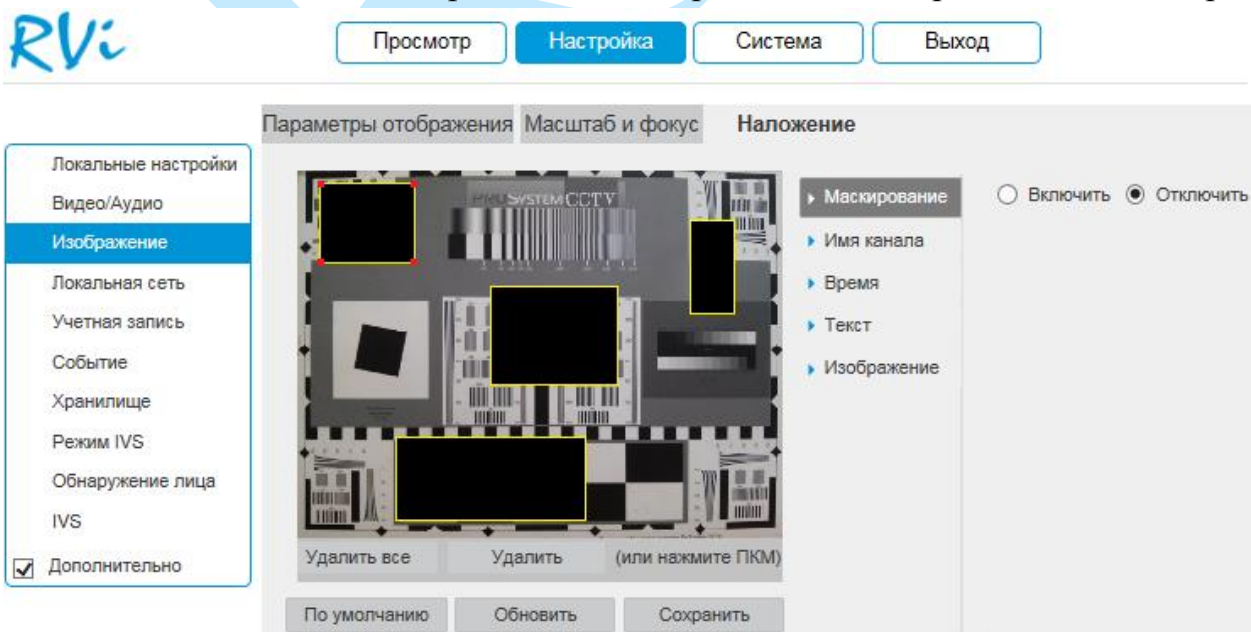 RVi
Просмотр
Настройка
Система
Выход
Параметры отображения
Масштаб и фокус
Наложение
Локальные настройки
Видео/Аудио
Изображение
Локальная сеть
Учетная запись
Событие
Хранилище
Режим IVS
Обнаружение лица
IVS
Дополнительно
SYSTEM CCTV
Маскирование
Имя канала
Время
Текст
Изображение
Включить
Отключить
Удалить все
Удалить
(или нажмите ПКМ)
По умолчанию
Обновить
Сохранить